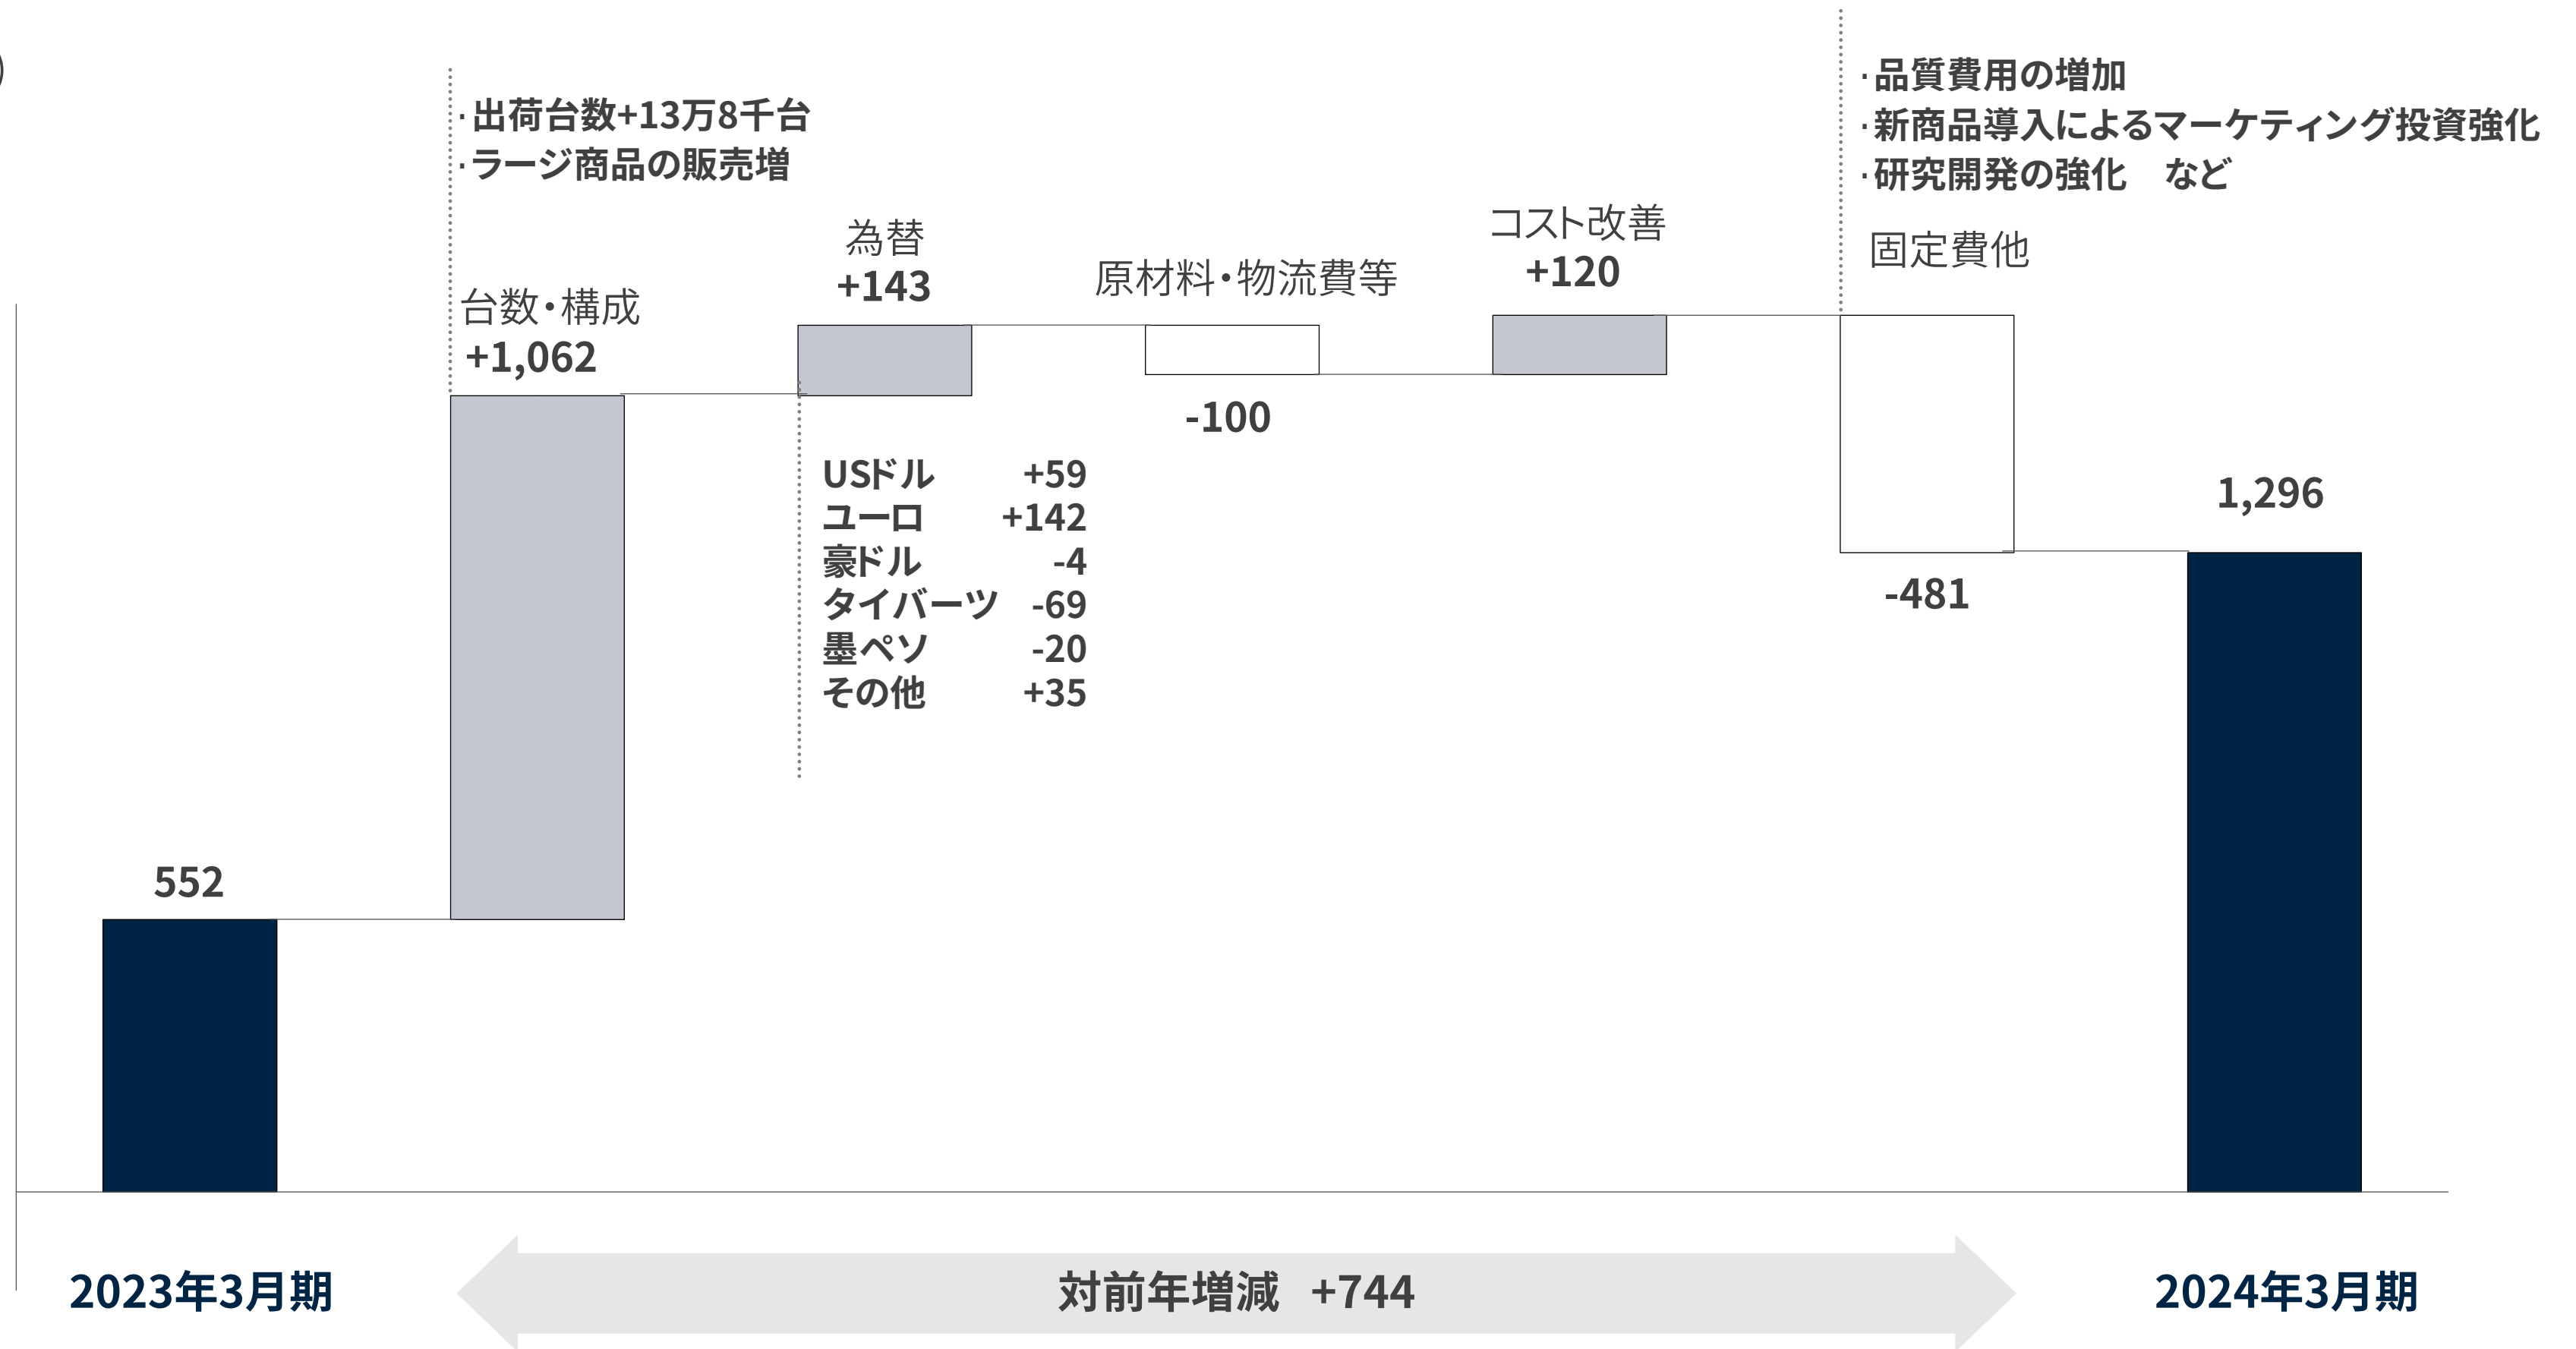 )
·出荷台数+13万8千台
·ラージ商品の販売増
台数・構成
+1,062
為替
+143
USドル +59
ユーロ +142
豪ドル -4
タイバーツ -69
墨ペソ -20
その他 +35
原材料・物流費等
-100
コスト改善
+120
·品質費用の増加
·新商品導入によるマーケティング投資強化
·研究開発の強化　など
固定費他
-481
552
1,296
2023年3月期
対前年増減 +744
2024年3月期